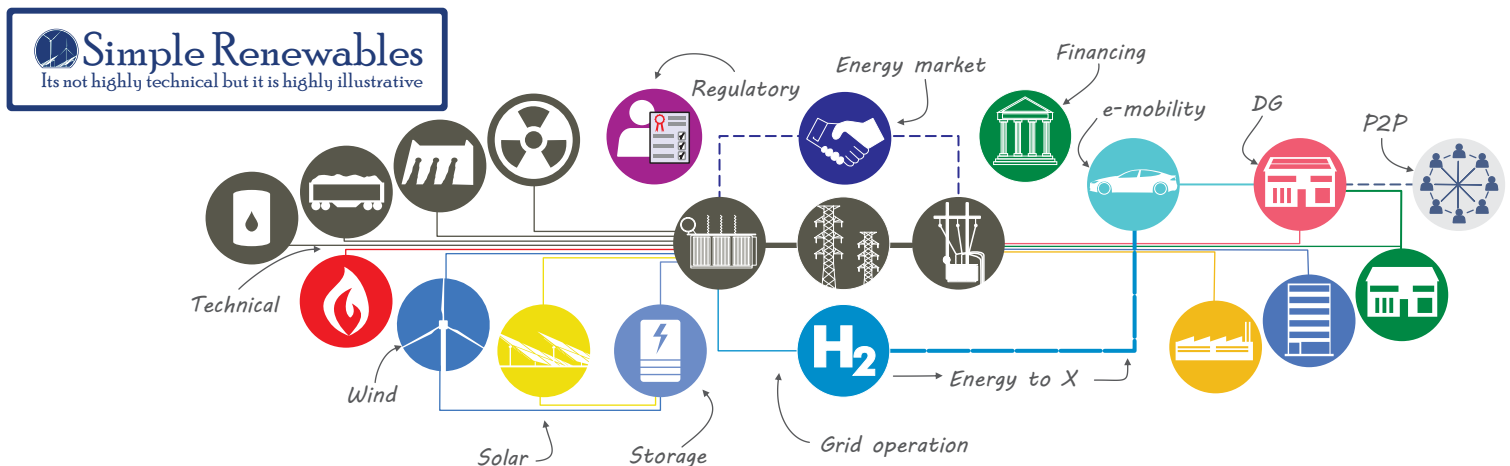 Simple Renewables
Its not highly technical but it is highly illustrative
Regulatory
Energy market
Financing
e-mobility
DG
P2P
Technical
Wind
Solar
Storage
H2
Energy to X
Grid operation